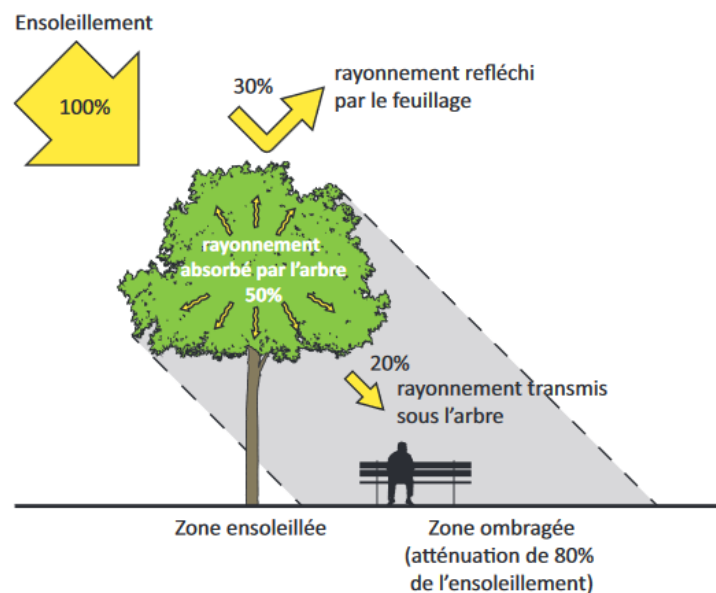 Ensoleillement
100%
30%
rayonnement refléchi
par le feuillage
rayonnement
absorbé par l'arbre
50%
20%
rayonnement transmis
sous l'arbre
Zone ensoleillée
Zone ombragée
(atténuation de 80%
de l'ensoleillement)